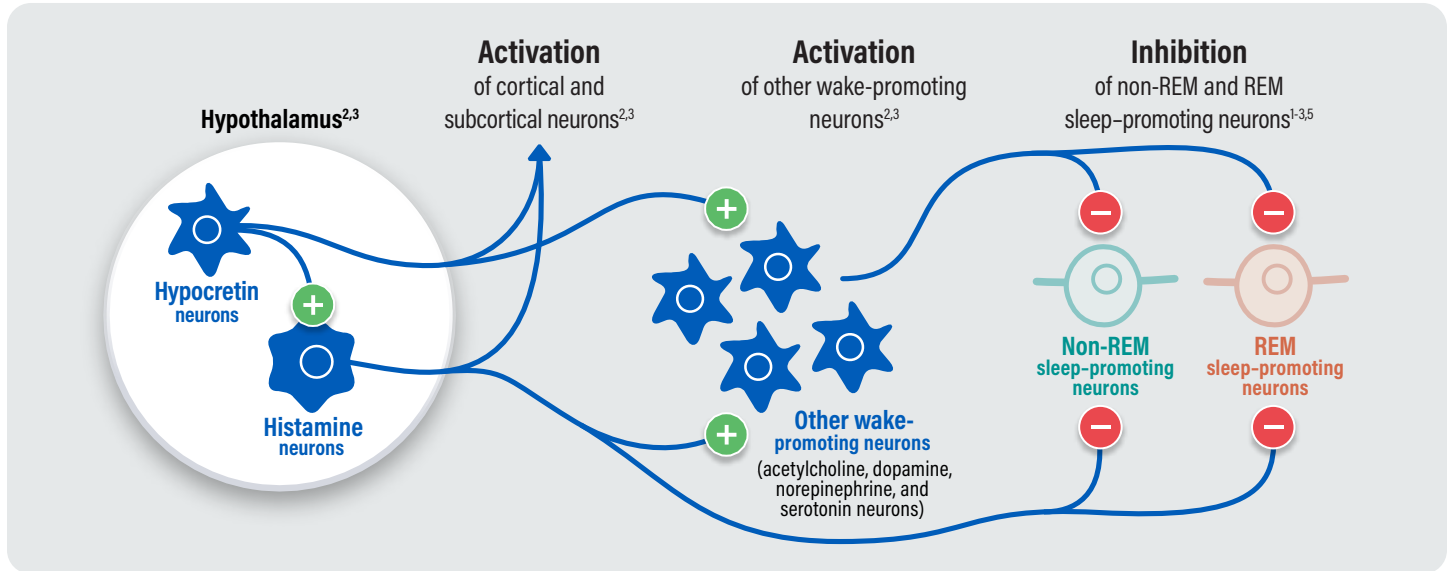 Hypothalamus2,3
Activation
of cortical and
subcortical neurons2,3
Activation
of other wake-promoting
neurons2,3
Inhibition
of non-REM and REM
sleep–promoting neurons1-3,5
Hypocretin
neurons
+
Histamine
neurons
+
+
Other wake-
promoting neurons
(acetylcholine, dopamine,
norepinephrine, and
serotonin neurons)
−
−
Non-REM
sleep–promoting
neurons
REM
sleep–promoting
neurons
−
−